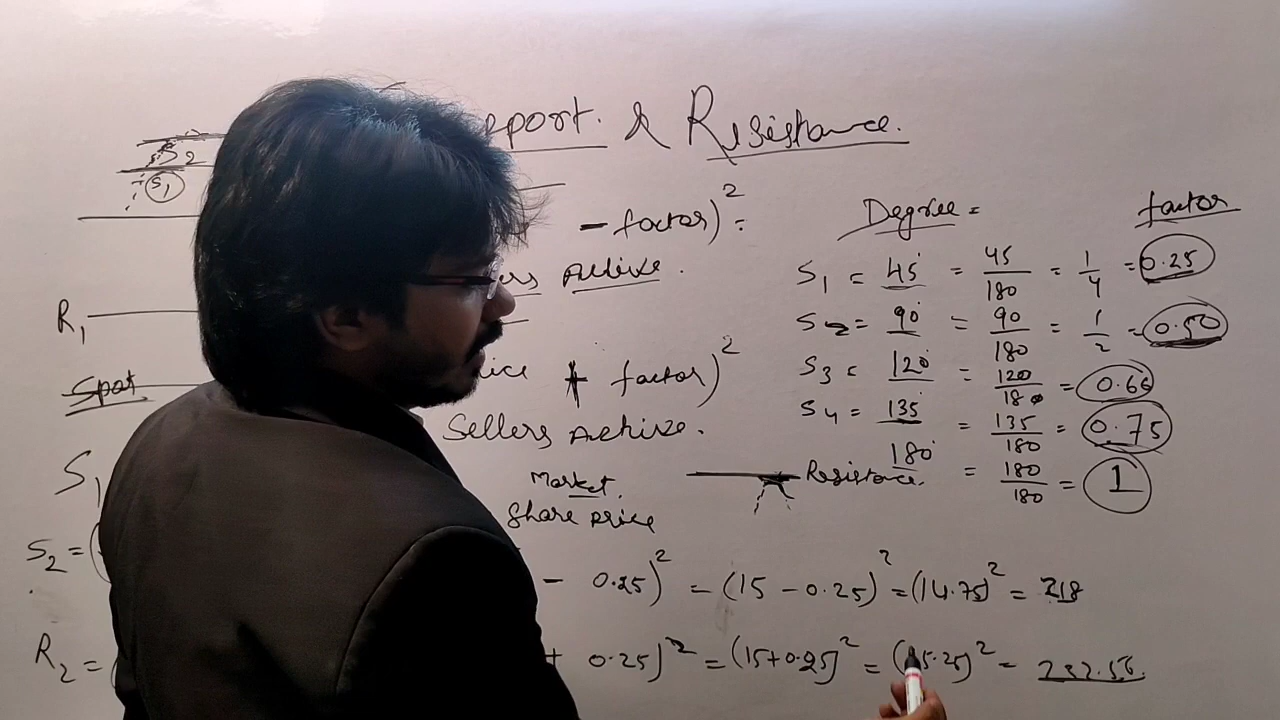 & Resistance.
S2
S1
- factor)² =
Degree =
factor
Active.
S1 = 45° = 45/180 = 1/4 = 0.25
R1
S2 = 90° = 90/180 = 1/2 = 0.50
Spot
+ factor)²
S3 = 120° = 120/180 = 0.66
Sellers Active.
S4 = 135° = 135/180 = 0.75
180° = 180/180 = 1
S1
Market
Resistance.
Share price
S2 = ( - 0.25)² = (15 - 0.25)² = (14.75)² = 218
R2 = ( + 0.25)² = (15+0.25)² = (15.25)² = 232.56